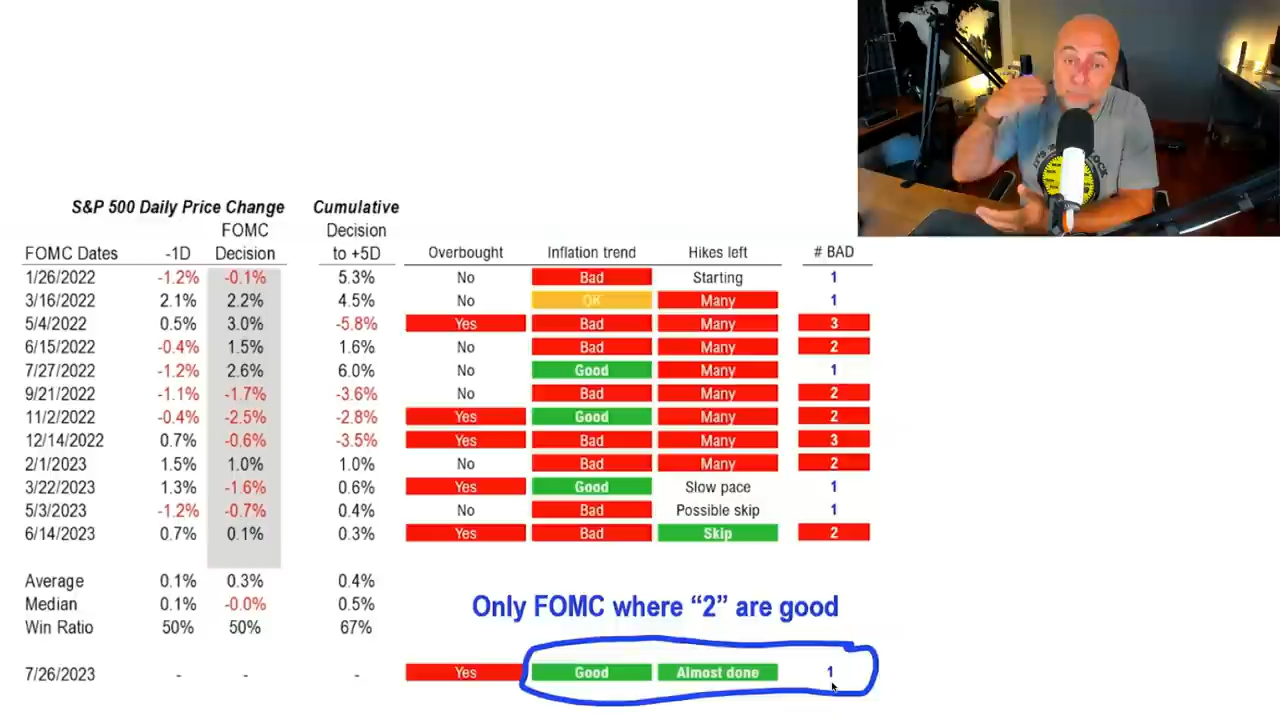 S&P 500 Daily Price Change Cumulative
FOMC Decision
FOMC Dates -1D Decision to +5D Overbought Inflation trend Hikes left # BAD
1/26/2022 -1.2% -0.1% 5.3% No Bad Starting 1
3/16/2022 2.1% 2.2% 4.5% No OK Many 1
5/4/2022 0.5% 3.0% -5.8% Yes Bad Many 3
6/15/2022 -0.4% 1.5% 1.6% No Bad Many 2
7/27/2022 -1.2% 2.6% 6.0% No Good Many 1
9/21/2022 -1.1% -1.7% -3.6% No Bad Many 2
11/2/2022 -0.4% -2.5% -2.8% Yes Good Many 2
12/14/2022 0.7% -0.6% -3.5% Yes Bad Many 3
2/1/2023 1.5% 1.0% 1.0% No Bad Many 2
3/22/2023 1.3% -1.6% 0.6% Yes Good Slow pace 1
5/3/2023 -1.2% -0.7% 0.4% No Bad Possible skip 1
6/14/2023 0.7% 0.1% 0.3% Yes Bad Skip 2
Average 0.1% 0.3% 0.4%
Median 0.1% -0.0% 0.5%
Win Ratio 50% 50% 67%
Only FOMC where “2” are good
7/26/2023 - - - Yes Good Almost done 1